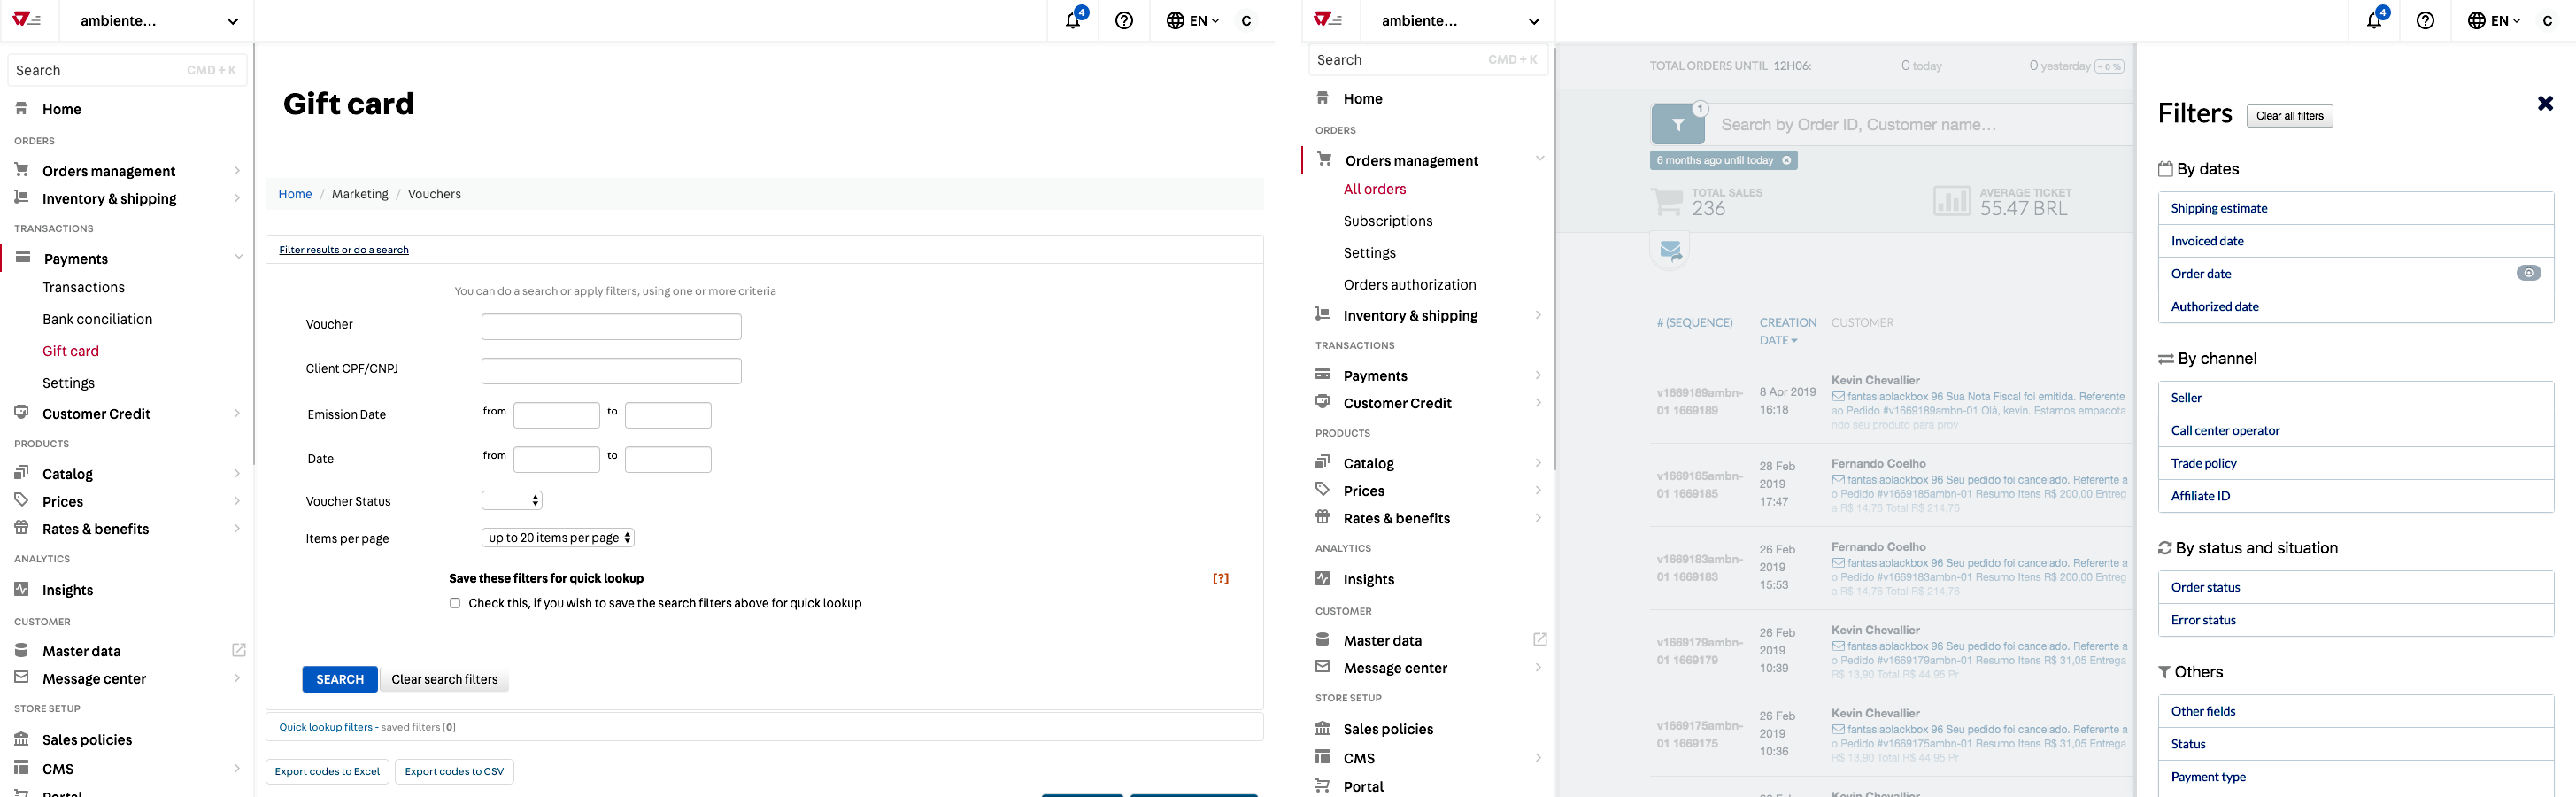 ambiente...
4
EN
C
Search
CMD + K
Home
ORDERS
Orders management
Inventory & shipping
TRANSACTIONS
Payments
Transactions
Bank conciliation
Gift card
Settings
Customer Credit
PRODUCTS
Catalog
Prices
Rates & benefits
ANALYTICS
Insights
CUSTOMER
Master data
Message center
STORE SETUP
Sales policies
CMS
Portal
Gift card
Home / Marketing / Vouchers
Filter results or do a search
You can do a search or apply filters, using one or more criteria
Voucher
Client CPF/CNPJ
Emission Date from to
Date from to
Voucher Status
Items per page up to 20 items per page
Save these filters for quick lookup [?]
Check this, if you wish to save the search filters above for quick lookup
SEARCH Clear search filters
Quick lookup filters - saved filters [0]
Export codes to Excel Export codes to CSV
ambiente...
4
EN
C
Search
CMD + K
Home
ORDERS
Orders management
All orders
Subscriptions
Settings
Orders authorization
Inventory & shipping
TRANSACTIONS
Payments
Customer Credit
PRODUCTS
Catalog
Prices
Rates & benefits
ANALYTICS
Insights
CUSTOMER
Master data
Message center
STORE SETUP
Sales policies
CMS
Portal
TOTAL ORDERS UNTIL 12H06: 0 today 0 yesterday ~ 0 %
1
Search by Order ID, Customer name...
6 months ago until today
TOTAL SALES
236
AVERAGE TICKET
55.47 BRL
# (SEQUENCE)
CREATION
DATE
CUSTOMER
v1669189ambn-
01 1669189
8 Apr 2019
16:18
Kevin Chevallier
fantasiablackbox 96 Sua Nota Fiscal foi emitida. Referente
ao Pedido #v1669189ambn-01 Olá, kevin. Estamos empacota
ndo seu produto para prov
v1669185ambn-
01 1669185
28 Feb
2019
17:47
Fernando Coelho
fantasiablackbox 96 Seu pedido foi cancelado. Referente a
o Pedido #v1669185ambn-01 Resumo Itens R$ 200,00 Entreg
a R$ 14,76 Total R$ 214,76
v1669183ambn-
01 1669183
26 Feb
2019
15:53
Fernando Coelho
fantasiablackbox 96 Seu pedido foi cancelado. Referente a
o Pedido #v1669183ambn-01 Resumo Itens R$ 200,00 Entreg
a R$ 14,76 Total R$ 214,76
v1669179ambn-
01 1669179
26 Feb
2019
10:39
Kevin Chevallier
fantasiablackbox 96 Seu pedido foi cancelado. Referente a
o Pedido #v1669179ambn-01 Resumo Itens R$ 31,05 Entrega
R$ 13,90 Total R$ 44,95 Pr
v1669175ambn-
01 1669175
26 Feb
2019
10:36
Kevin Chevallier
fantasiablackbox 96 Seu pedido foi cancelado. Referente a
o Pedido #v1669175ambn-01 Resumo Itens R$ 31,05 Entrega
R$ 13,90 Total R$ 44,95 Pr
Filters Clear all filters
By dates
Shipping estimate
Invoiced date
Order date
Authorized date
By channel
Seller
Call center operator
Trade policy
Affiliate ID
By status and situation
Order status
Error status
Others
Other fields
Status
Payment type